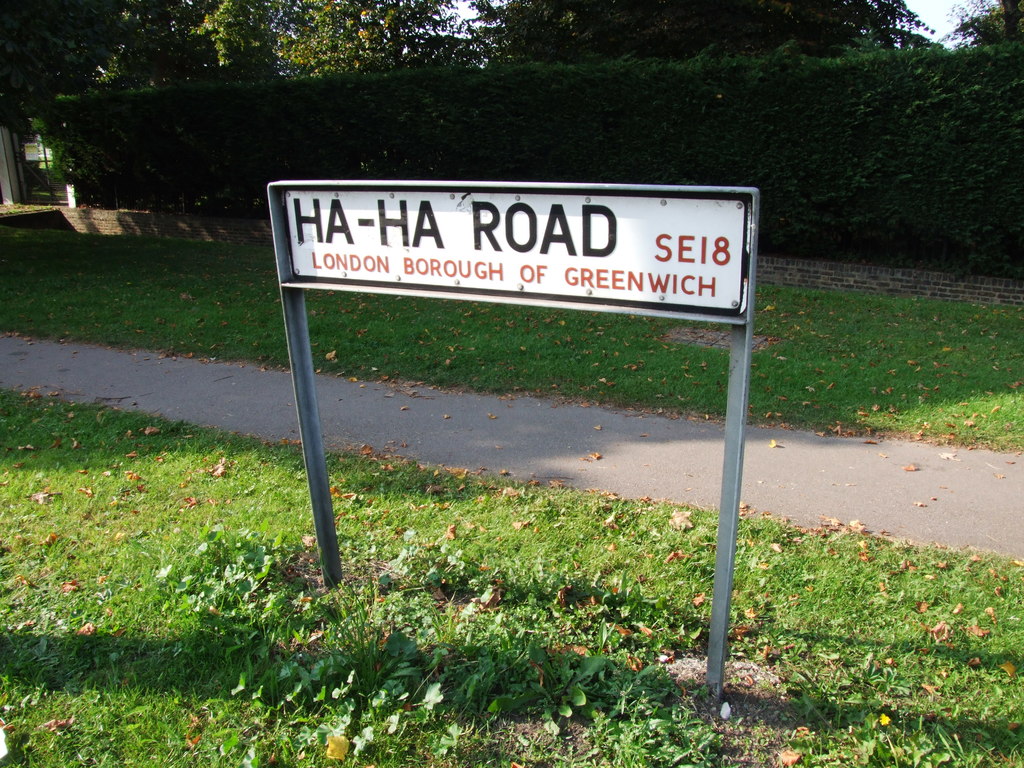 HA-HA ROAD SE18
LONDON BOROUGH OF GREENWICH